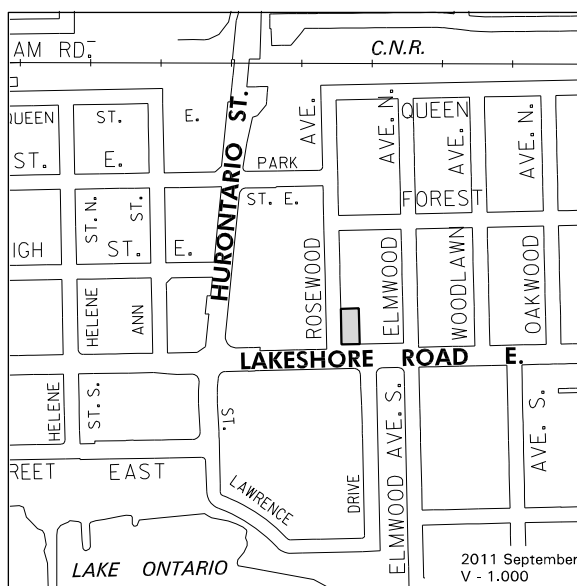 AM RD.
C.N.R.
QUEEN ST. E.
QUEEN
ST. E.
PARK
ST. E.
FOREST
IGH ST. E.
HURONTARIO ST.
ROSEWOOD AVE.
ELMWOOD AVE. N.
WOODLAWN AVE.
OAKWOOD AVE. N.
HELENE ST. N.
ANN ST.
LAKESHORE ROAD E.
HELENE ST. S.
ST.
LAWRENCE
DRIVE
ELMWOOD AVE. S.
AVE. S.
REET EAST
LAKE ONTARIO
2011 September
V - 1.000